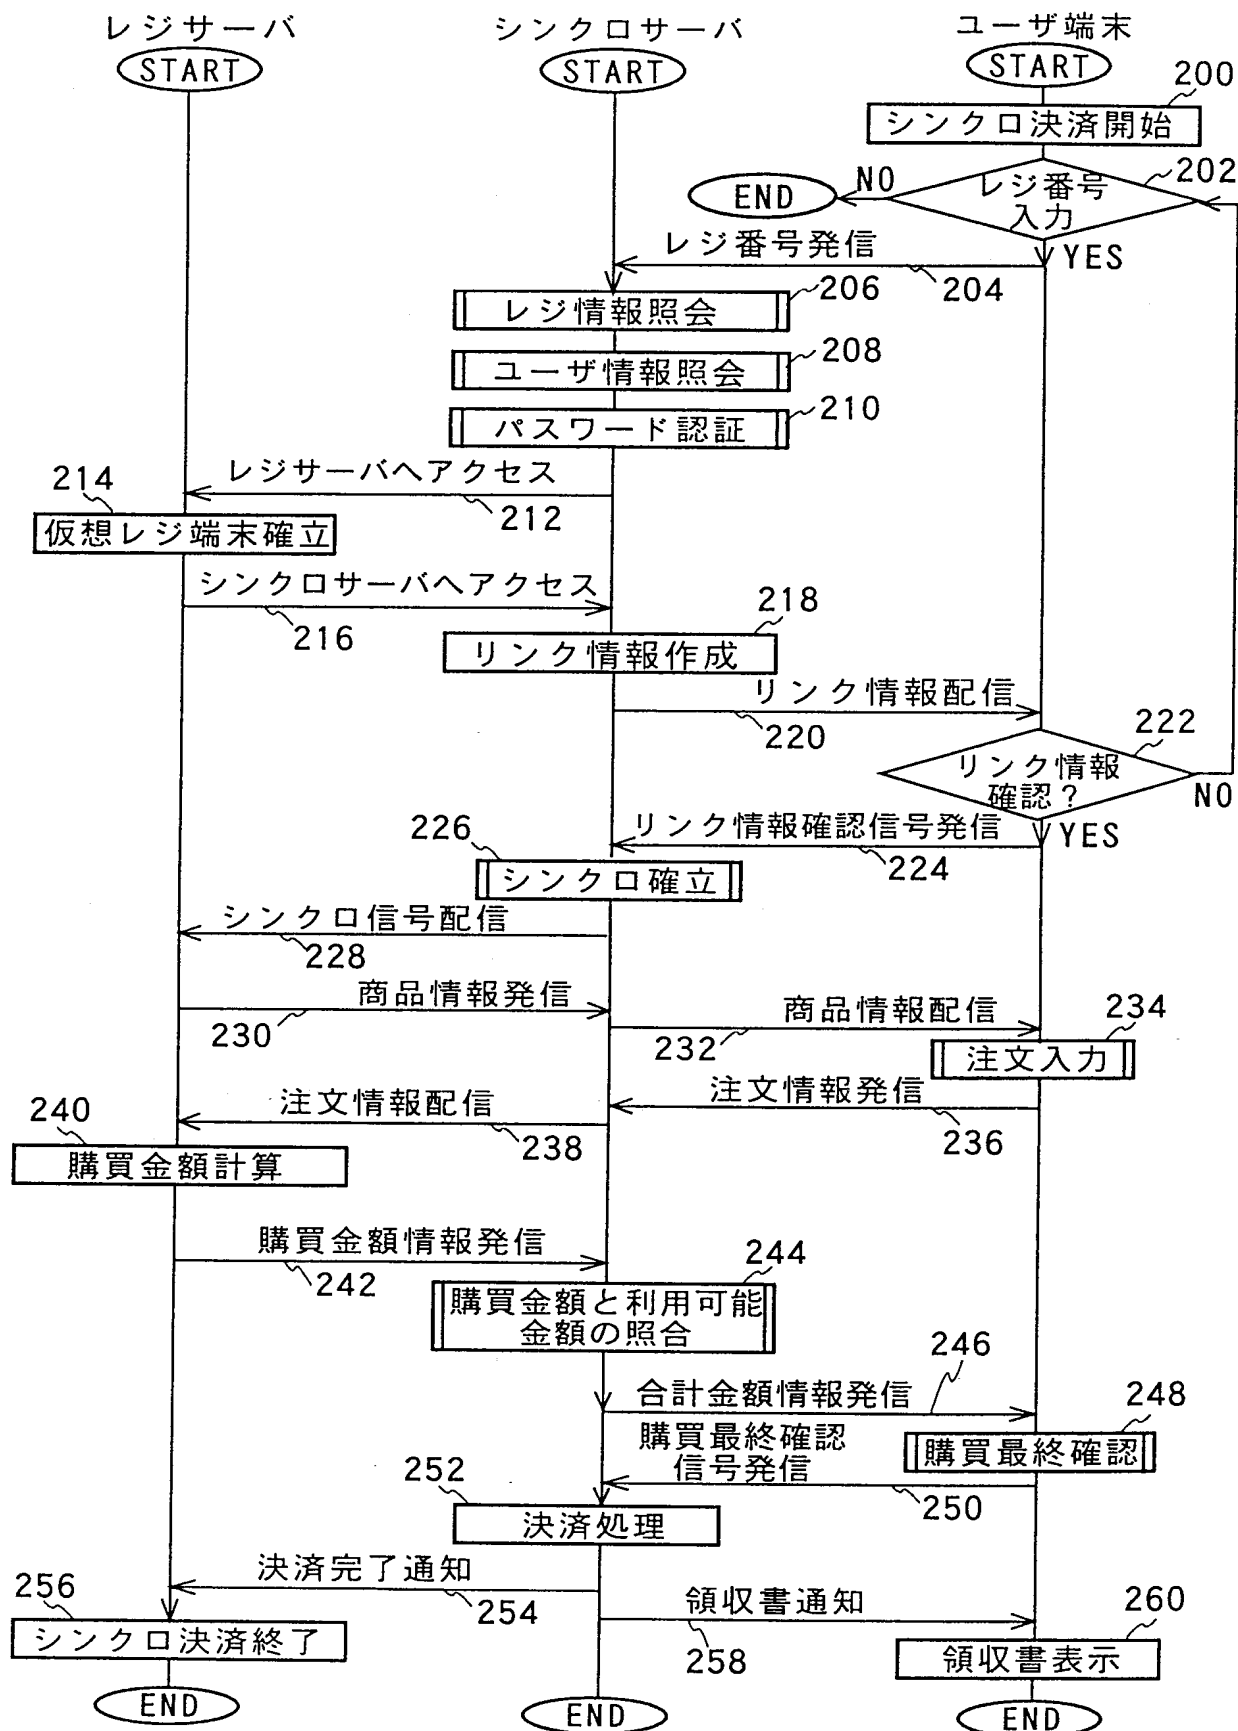 レジサーバ
シンクロサーバ
ユーザ端末
START
START
START
200
シンクロ決済開始
202
レジ番号
入力
NO
END
YES
レジ番号発信
204
レジ情報照会
206
ユーザ情報照会
208
パスワード認証
210
レジサーバへアクセス
212
214
仮想レジ端末確立
シンクロサーバへアクセス
216
218
リンク情報作成
リンク情報配信
220
222
リンク情報
確認?
NO
YES
リンク情報確認信号発信
224
226
シンクロ確立
シンクロ信号配信
228
商品情報発信
230
商品情報配信
232
234
注文入力
注文情報発信
236
注文情報配信
238
240
購買金額計算
購買金額情報発信
242
244
購買金額と利用可能
金額の照合
246
合計金額情報発信
248
購買最終確認
購買最終確認
信号発信
250
252
決済処理
決済完了通知
254
256
シンクロ決済終了
領収書通知
258
260
領収書表示
END
END
END